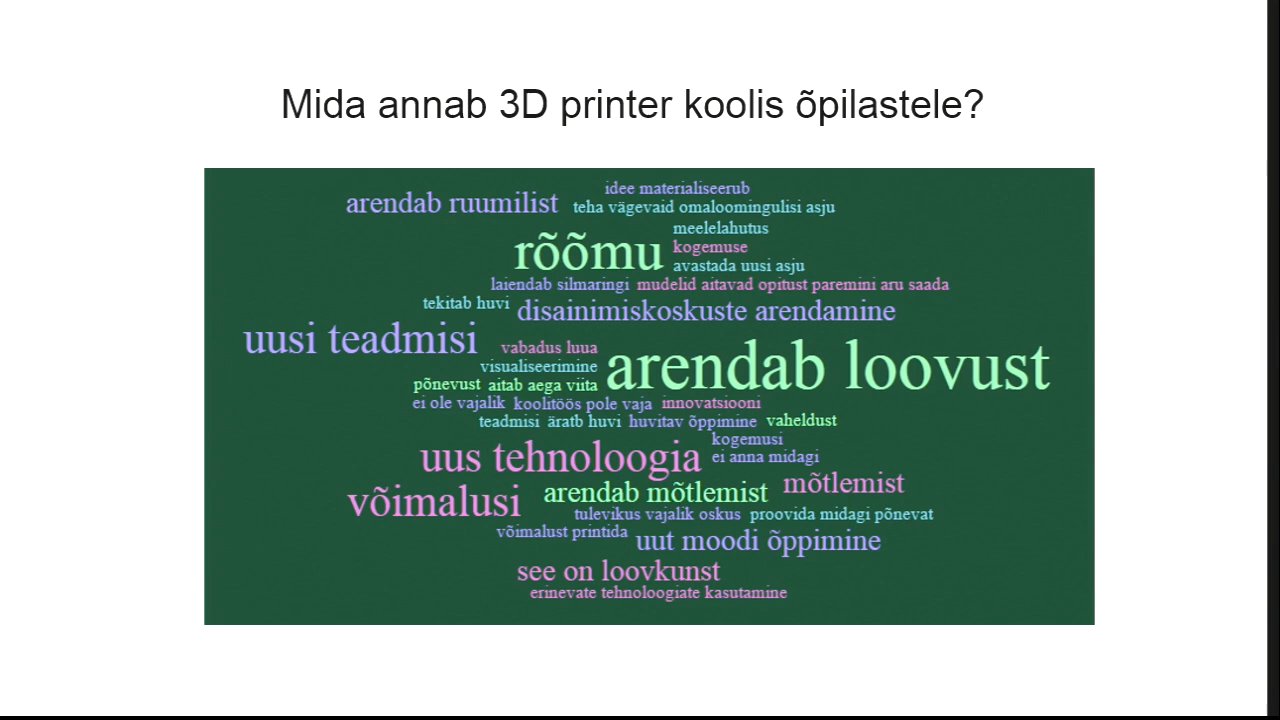 Mida annab 3D printer koolis õpilastele?
idee materialiseerub
arendab ruumilist teha vägevaid omaloomingulisi asju
meelelahutus
rõõmu kogemuse
avastada uusi asju
laiendab silmaringi mudelid aitavad opitust paremini aru saada
tekitab huvi disainimiskoskuste arendamine
uusi teadmisi vabadus luua
visualiseerimine arendab loovust
põnevust aitab aega viita
ei ole vajalik koolitöös pole vaja innovatsiooni
teadmisi äratb huvi huvitav õppimine vaheldust
kogemusi
uus tehnoloogia ei anna midagi
võimalusi arendab mõtlemist mõtlemist
tulevikus vajalik oskus proovida midagi põnevat
võimalust printida uut moodi õppimine
see on loovkunst
erinevate tehnoloogiate kasutamine